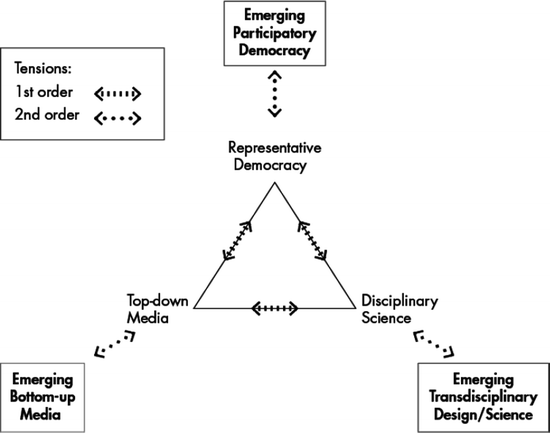 Emerging
Participatory
Democracy
Tensions:
1st order
2nd order
Representative
Democracy
Top-down
Media
Disciplinary
Science
Emerging
Bottom-up
Media
Emerging
Transdisciplinary
Design/Science